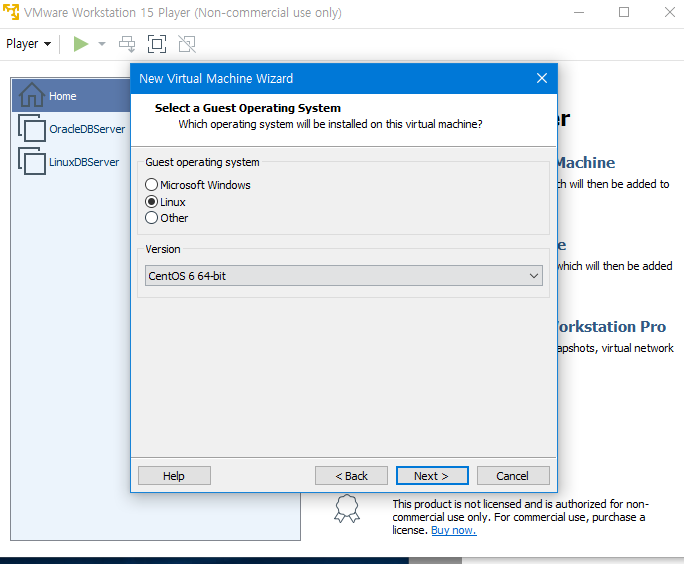 VMware Workstation 15 Player (Non-commercial use only)
Player
Home
OracleDBServer
LinuxDBServer
New Virtual Machine Wizard
Select a Guest Operating System
Which operating system will be installed on this virtual machine?
Guest operating system
Microsoft Windows
Linux
Other
Version
CentOS 6 64-bit
Help
< Back
Next >
Cancel
er
Machine
ch will then be added to
e
which will then be added
Workstation Pro
apshots, virtual network
This product is not licensed and is authorized for non-
commercial use only. For commercial use, purchase a
license. Buy now.